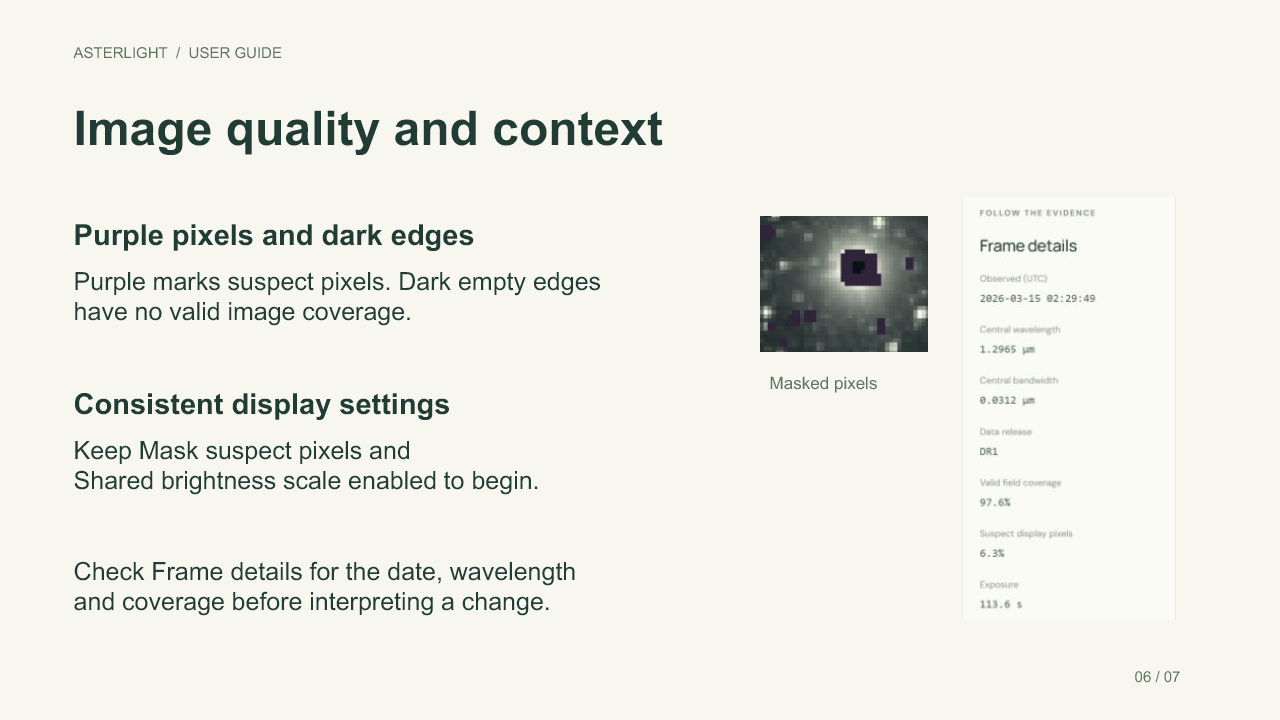 ASTERLIGHT / USER GUIDE
Image quality and context
Purple pixels and dark edges
Purple marks suspect pixels. Dark empty edges
have no valid image coverage.
Consistent display settings
Keep Mask suspect pixels and
Shared brightness scale enabled to begin.
Check Frame details for the date, wavelength
and coverage before interpreting a change.
Masked pixels
FOLLOW THE EVIDENCE
Frame details
Observed (UTC)
2026-03-15 02:29:49
Central wavelength
1.2965 µm
Central bandwidth
0.0312 µm
Data release
DR1
Valid field coverage
97.6%
Suspect display pixels
6.3%
Exposure
113.6 s
06 / 07